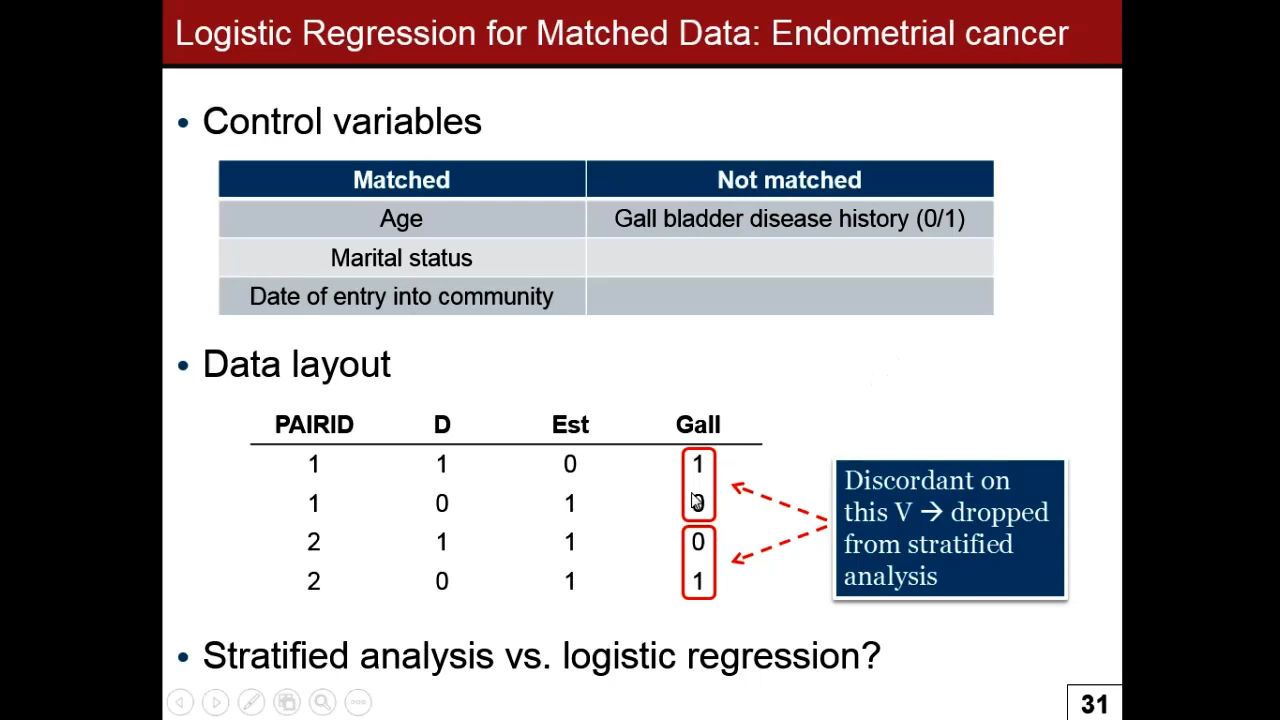 Logistic Regression for Matched Data: Endometrial cancer
• Control variables
Matched Not matched
Age Gall bladder disease history (0/1)
Marital status
Date of entry into community
• Data layout
PAIRID D Est Gall
1 1 0 1
1 0 1 0
2 1 1 0
2 0 1 1
Discordant on
this V → dropped
from stratified
analysis
• Stratified analysis vs. logistic regression?
31